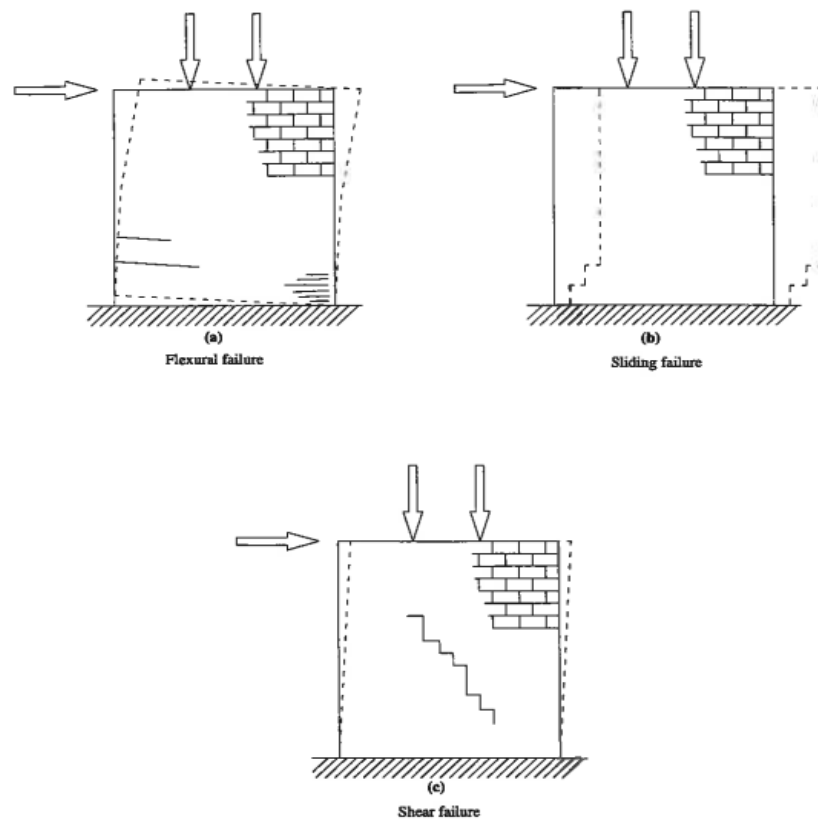 (a)
Flexural failure
(b)
Sliding failure
(c)
Shear failure